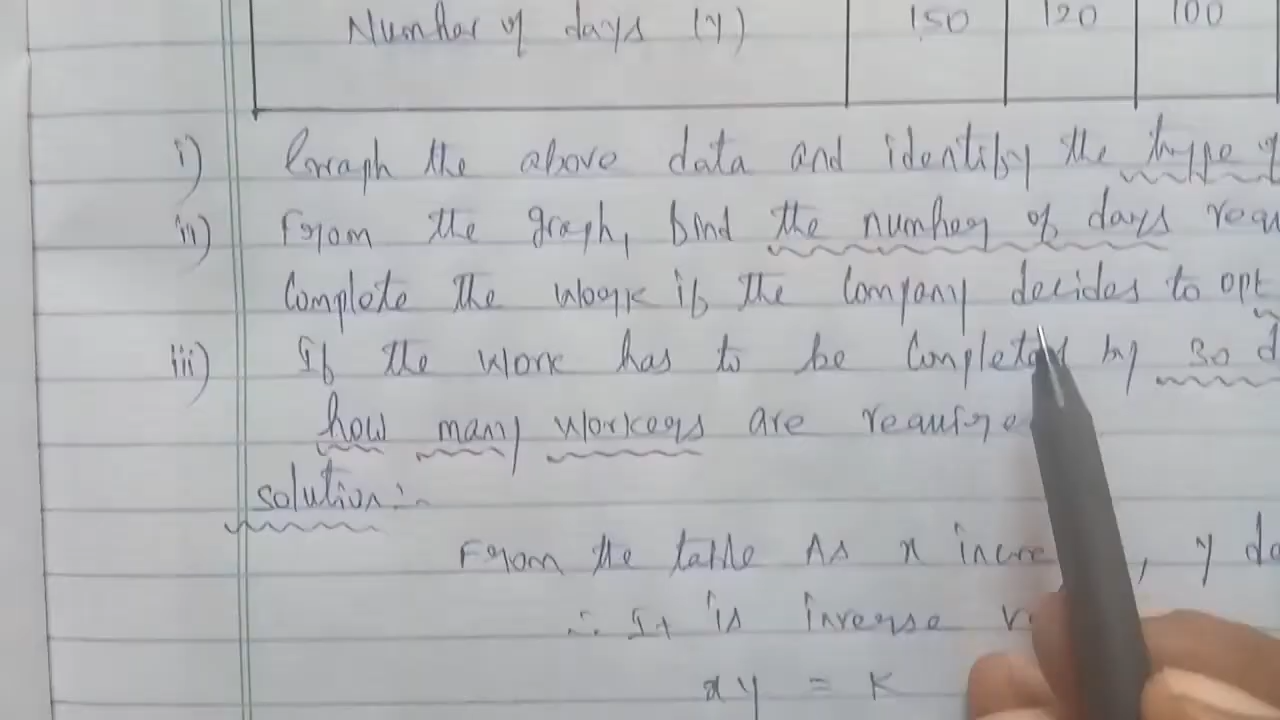 Number of days (y) 150 120 100
i) Graph the above data and identify the type of
ii) From the graph, find the number of days
Complete the work if the Company decides to opt
iii) If the work has to be Completed by 30
how many workers are require
solution:-
From the table As x incre , y
∴ It is inverse
xy = K